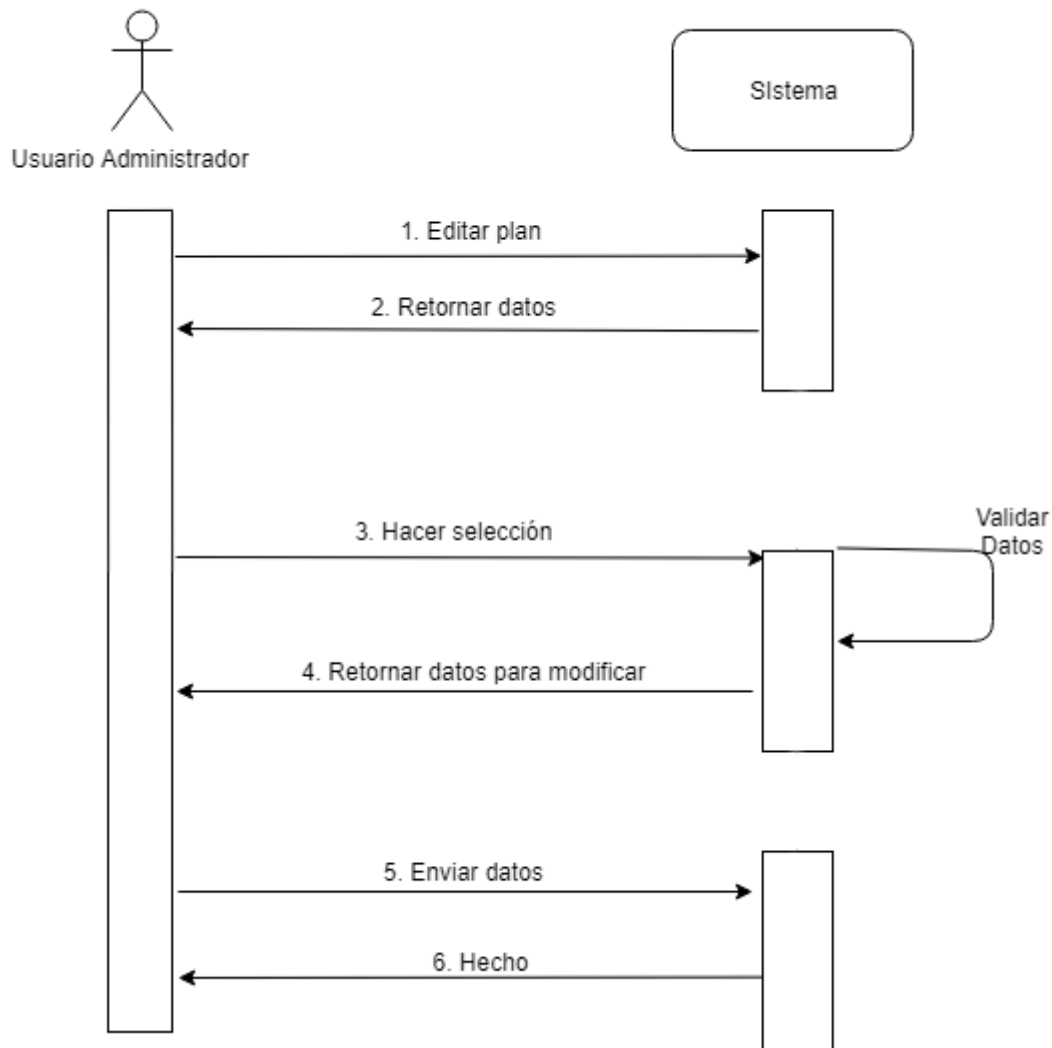 SIstema
Usuario Administrador
1. Editar plan
2. Retornar datos
3. Hacer selección
Validar
Datos
4. Retornar datos para modificar
5. Enviar datos
6. Hecho